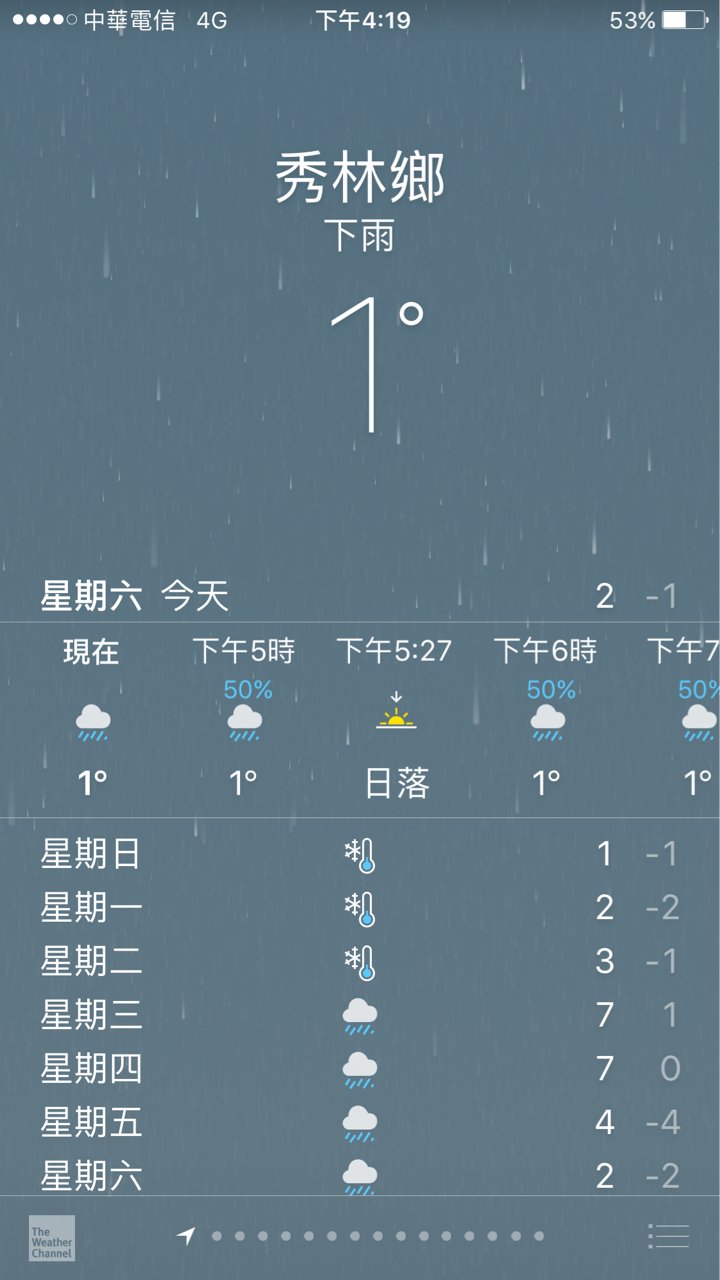 中華電信 4G 下午4:19 53%
秀林鄉
下雨
1°
星期六 今天 2 -1
現在 下午5時 下午5:27 下午6時 下午7
50% 50% 50%
1° 1° 日落 1° 1°
星期日 1 -1
星期一 2 -2
星期二 3 -1
星期三 7 1
星期四 7 0
星期五 4 -4
星期六 2 -2
The
Weather
Channel